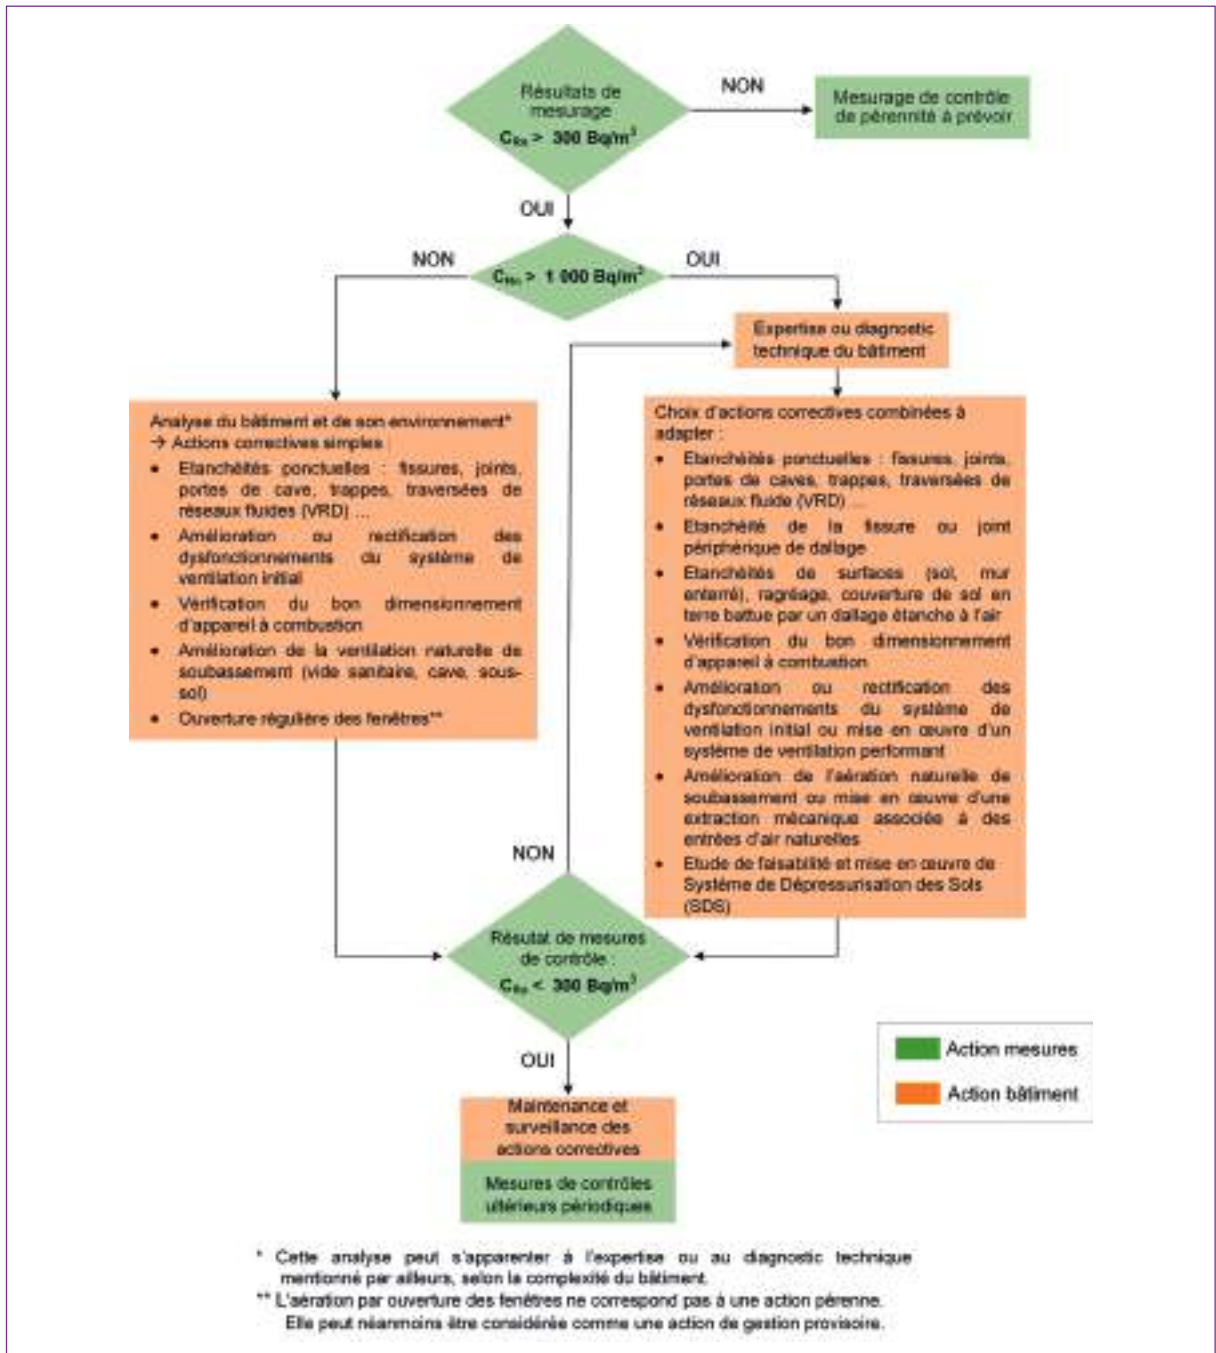 Résultats de
mesurage
C_Rn > 300 Bq/m³
NON
Mesurage de contrôle
de pérennité à prévoir
OUI
NON
C_Rn > 1 000 Bq/m³
OUI
Expertise ou diagnostic
technique du bâtiment
Analyse du bâtiment et de son environnement*
→ Actions correctives simples :
• Etanchéités ponctuelles : fissures, joints,
portes de cave, trappes, traversées de
réseaux fluides (VRD) ...
• Amélioration ou rectification des
dysfonctionnements du système de
ventilation initial
• Vérification du bon dimensionnement
d'appareil à combustion
• Amélioration de la ventilation naturelle de
soubassement (vide sanitaire, cave, sous-
sol)
• Ouverture régulière des fenêtres**
Choix d'actions correctives combinées à
adapter :
• Etanchéités ponctuelles : fissures, joints,
portes de caves, trappes, traversées de
réseaux fluide (VRD) ...
• Etanchéité de la fissure ou joint
périphérique de dallage
• Etanchéités de surfaces (sol, mur
enterré), ragréage, couverture de sol en
terre battue par un dallage étanche à l'air
• Vérification du bon dimensionnement
d'appareil à combustion
• Amélioration ou rectification des
dysfonctionnements du système de
ventilation initial ou mise en œuvre d'un
système de ventilation performant
• Amélioration de l'aération naturelle de
soubassement ou mise en œuvre d'une
extraction mécanique associée à des
entrées d'air naturelles
• Etude de faisabilité et mise en œuvre de
Système de Dépressurisation des Sols
(SDS)
NON
Résultat de mesures
de contrôle :
C_Rn < 300 Bq/m³
OUI
Maintenance et
surveillance des
actions correctives
Mesures de contrôles
ultérieurs périodiques
Action mesures
Action bâtiment
* Cette analyse peut s'apparenter à l'expertise ou au diagnostic technique
mentionné par ailleurs, selon la complexité du bâtiment.
** L'aération par ouverture des fenêtres ne correspond pas à une action pérenne.
Elle peut néanmoins être considérée comme une action de gestion provisoire.